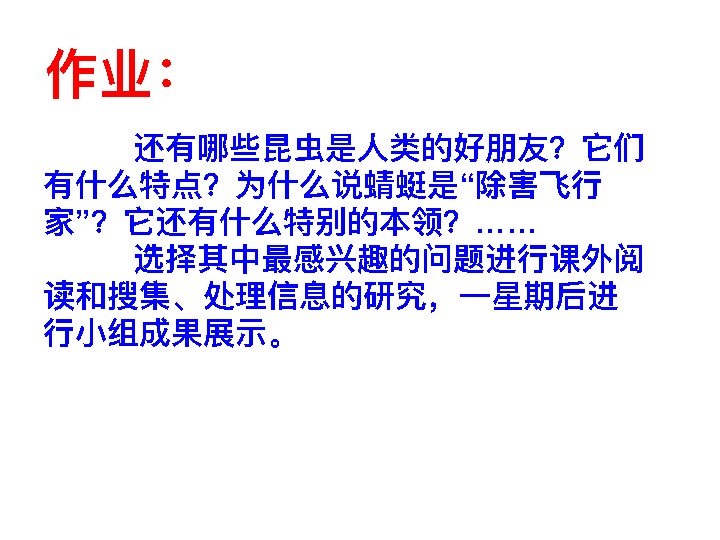 作业：
还有哪些昆虫是人类的好朋友？它们
有什么特点？为什么说蜻蜓是“除害飞行
家”？它还有什么特别的本领？……
选择其中最感兴趣的问题进行课外阅
读和搜集、处理信息的研究，一星期后进
行小组成果展示。